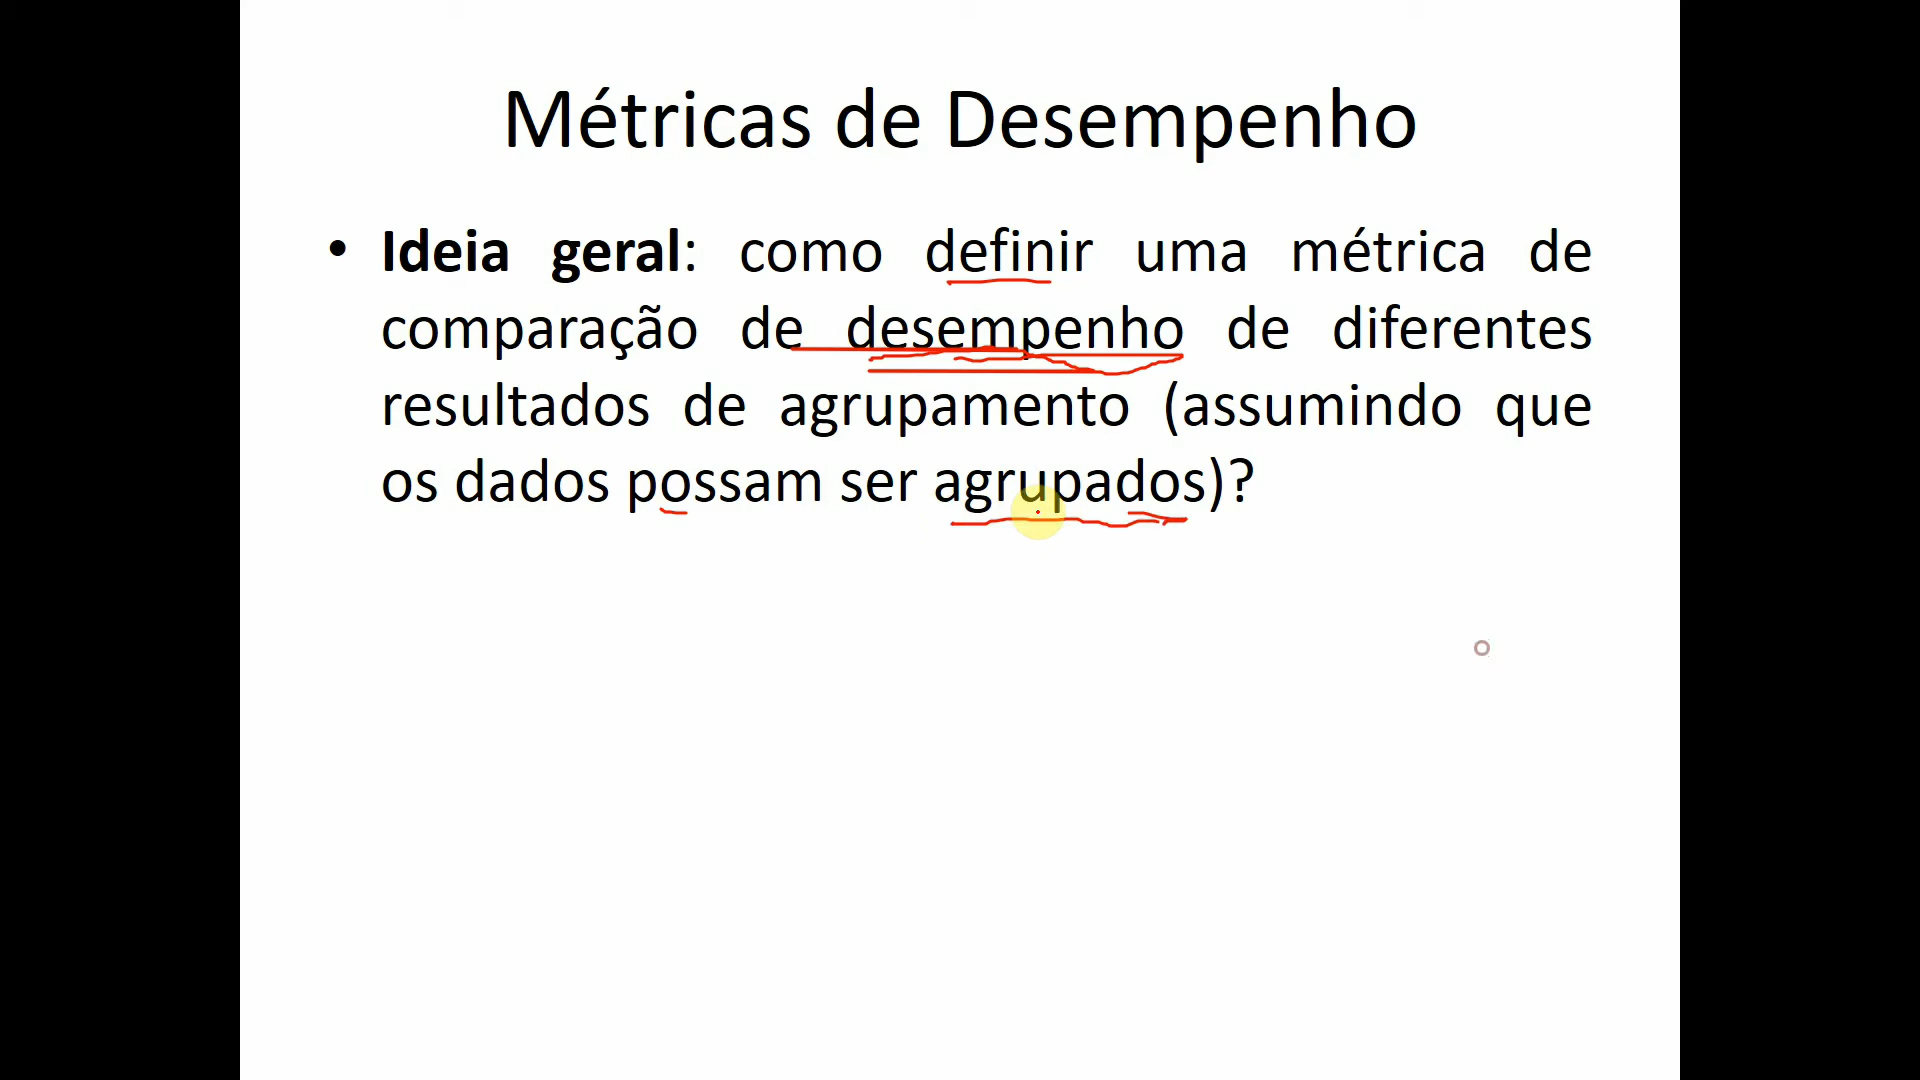 Métricas de Desempenho
• Ideia geral: como definir uma métrica de
comparação de desempenho de diferentes
resultados de agrupamento (assumindo que
os dados possam ser agrupados)?